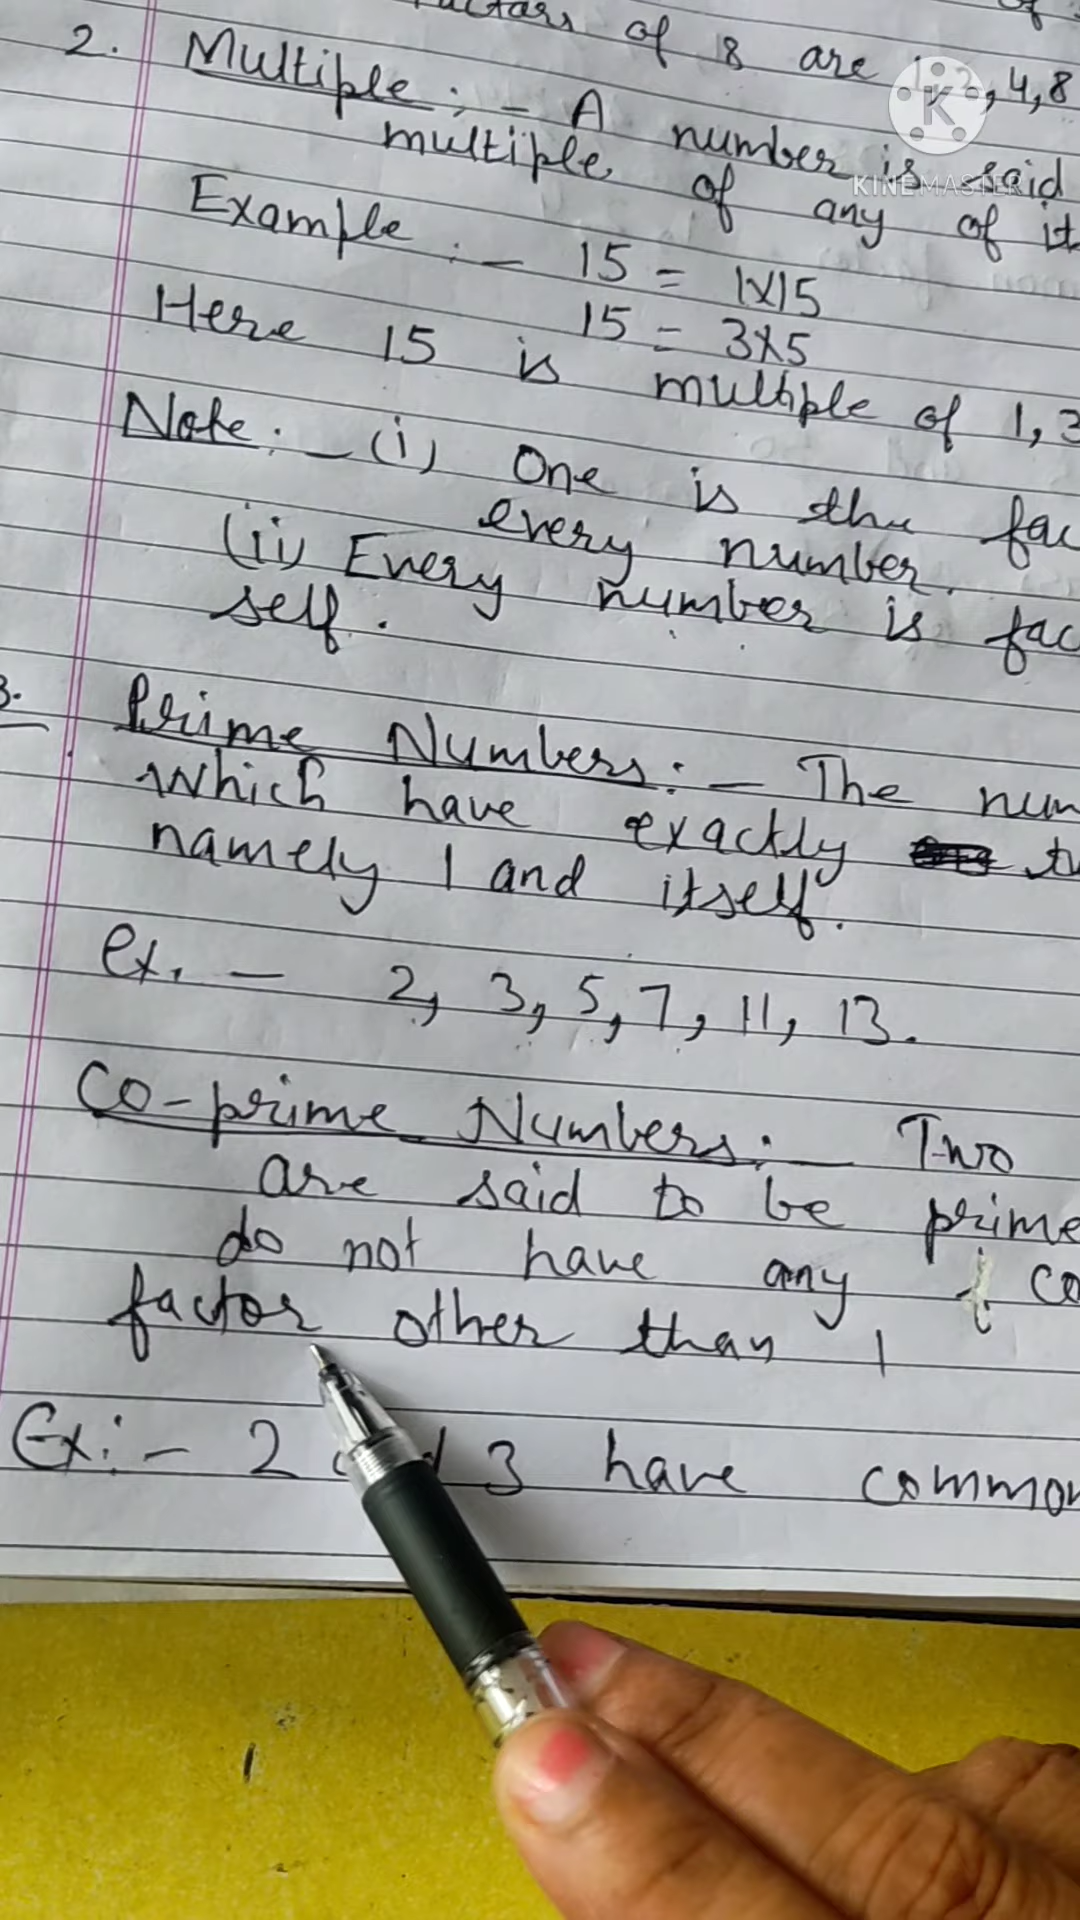 factors of 8 are 1, 2, 4, 8
2. Multiple : - A number is said
multiple of any of it
Example : - 15 = 1x15
15 = 3x5
Here 15 is multiple of 1, 3
Note : - (i) One is the fac
every number.
(ii) Every number is fac
self.
3. Prime Numbers : - The num
which have exactly
namely 1 and itself.
ex. - 2, 3, 5, 7, 11, 13.
Co-prime Numbers : - Two
are said to be prime
do not have any co
factor other than 1
Ex : - 2 3 have common
K
KINEMASTER